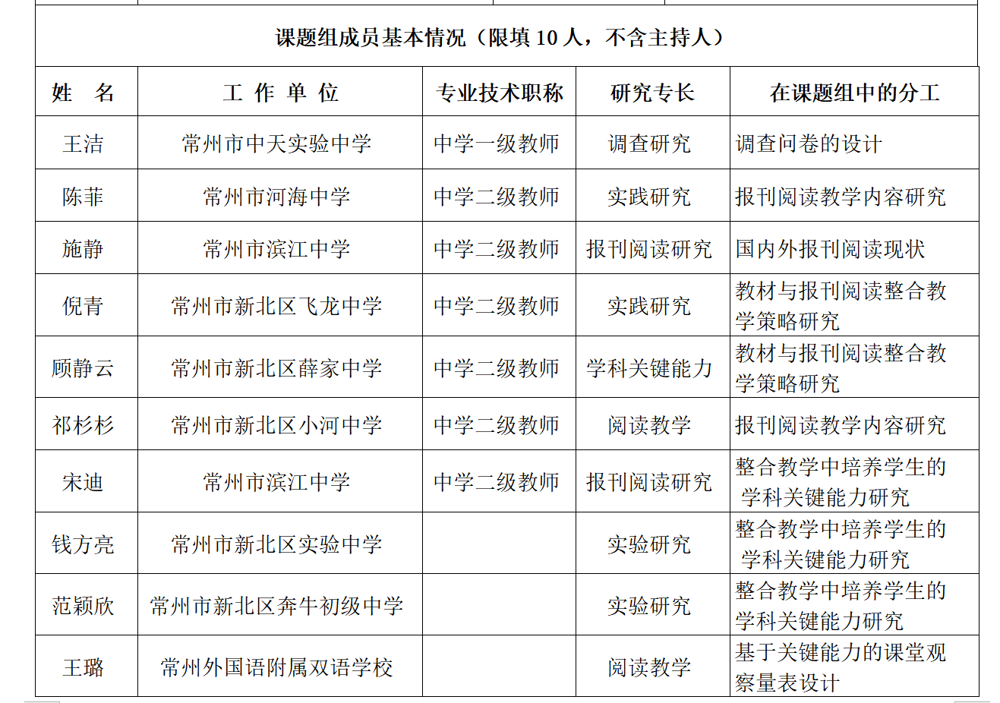 课题组成员基本情况（限填10人，不含主持人）
姓 名 工 作 单 位 专业技术职称 研究专长 在课题组中的分工
王洁 常州市中天实验中学 中学一级教师 调查研究 调查问卷的设计
陈菲 常州市河海中学 中学二级教师 实践研究 报刊阅读教学内容研究
施静 常州市滨江中学 中学二级教师 报刊阅读研究 国内外报刊阅读现状
倪青 常州市新北区飞龙中学 中学二级教师 实践研究 教材与报刊阅读整合教
学策略研究
顾静云 常州市新北区薛家中学 中学二级教师 学科关键能力 教材与报刊阅读整合教
学策略研究
祁杉杉 常州市新北区小河中学 中学二级教师 阅读教学 报刊阅读教学内容研究
宋迪 常州市滨江中学 中学二级教师 报刊阅读研究 整合教学中培养学生的
学科关键能力研究
钱方亮 常州市新北区实验中学 实验研究 整合教学中培养学生的
学科关键能力研究
范颖欣 常州市新北区奔牛初级中学 实验研究 整合教学中培养学生的
学科关键能力研究
王璐 常州外国语附属双语学校 阅读教学 基于关键能力的课堂观
察量表设计